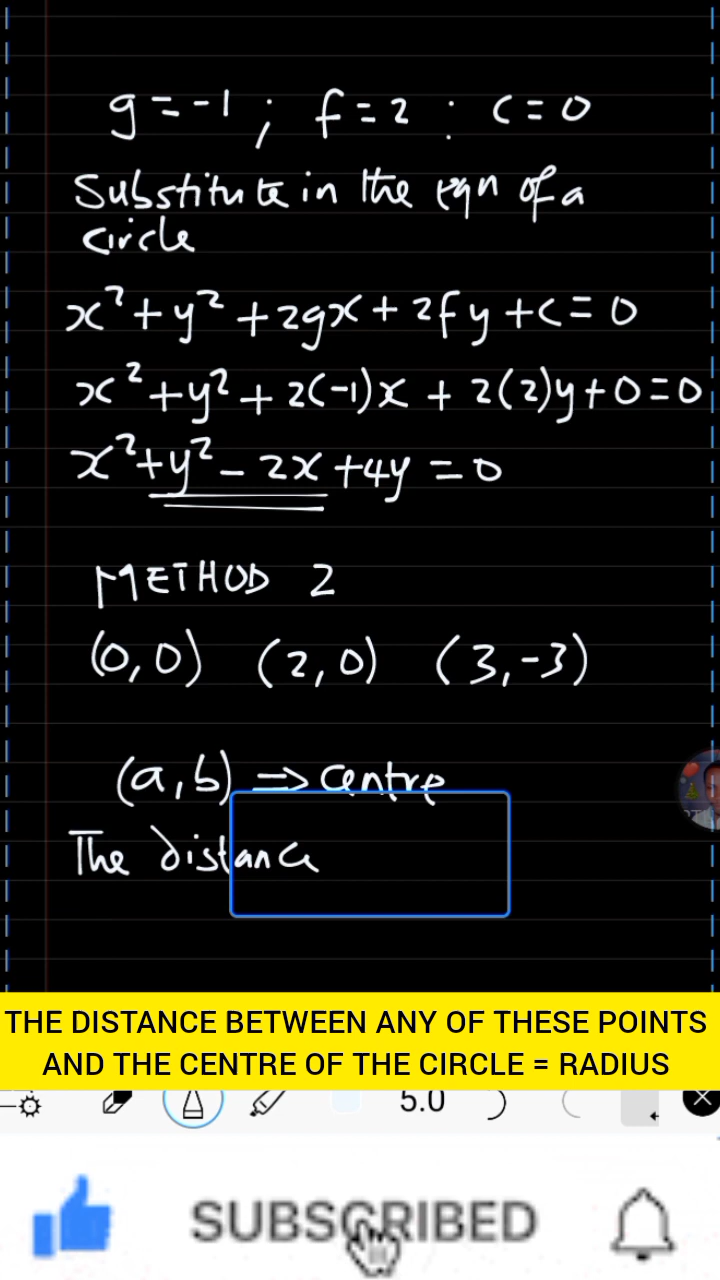 g = -1 ; f = 2 : c = 0
Substitute in the eqn of a
circle
x² + y² + 2gx + 2fy + c = 0
x² + y² + 2(-1)x + 2(2)y + 0 = 0
x² + y² - 2x + 4y = 0
METHOD 2
(0, 0) (2, 0) (3, -3)
(a, b) ⇒ centre
The distance
THE DISTANCE BETWEEN ANY OF THESE POINTS
AND THE CENTRE OF THE CIRCLE = RADIUS
5.0
SUBSCRIBED